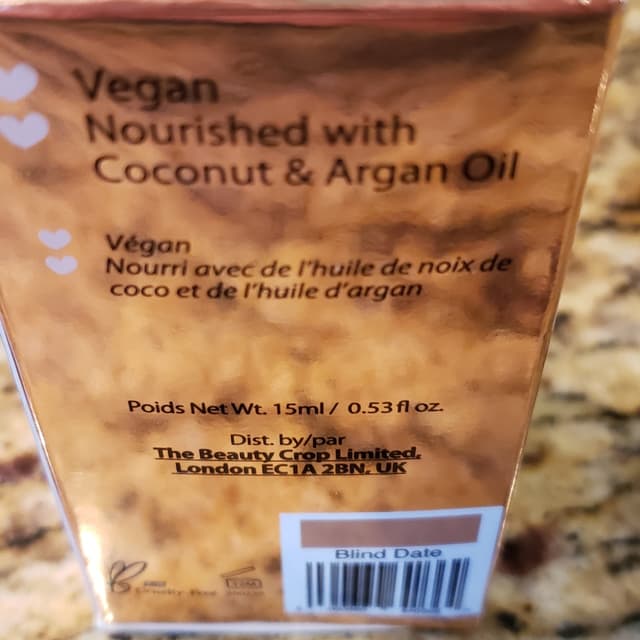 Vegan
Nourished with
Coconut & Argan Oil
Végan
Nourri avec de l'huile de noix de
coco et de l'huile d'argan
Poids Net Wt. 15ml / 0.53 fl oz.
Dist. by/par
The Beauty Crop Limited,
London EC1A 2BN, UK
Blind Date
Cruelty Free